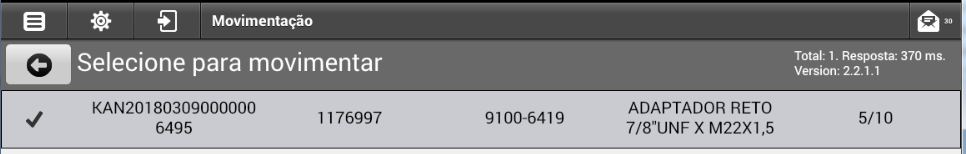 Movimentação
30
Selecione para movimentar
Total: 1. Resposta: 370 ms.
Version: 2.2.1.1
KAN20180309000000
6495
1176997
9100-6419
ADAPTADOR RETO
7/8"UNF X M22X1,5
5/10